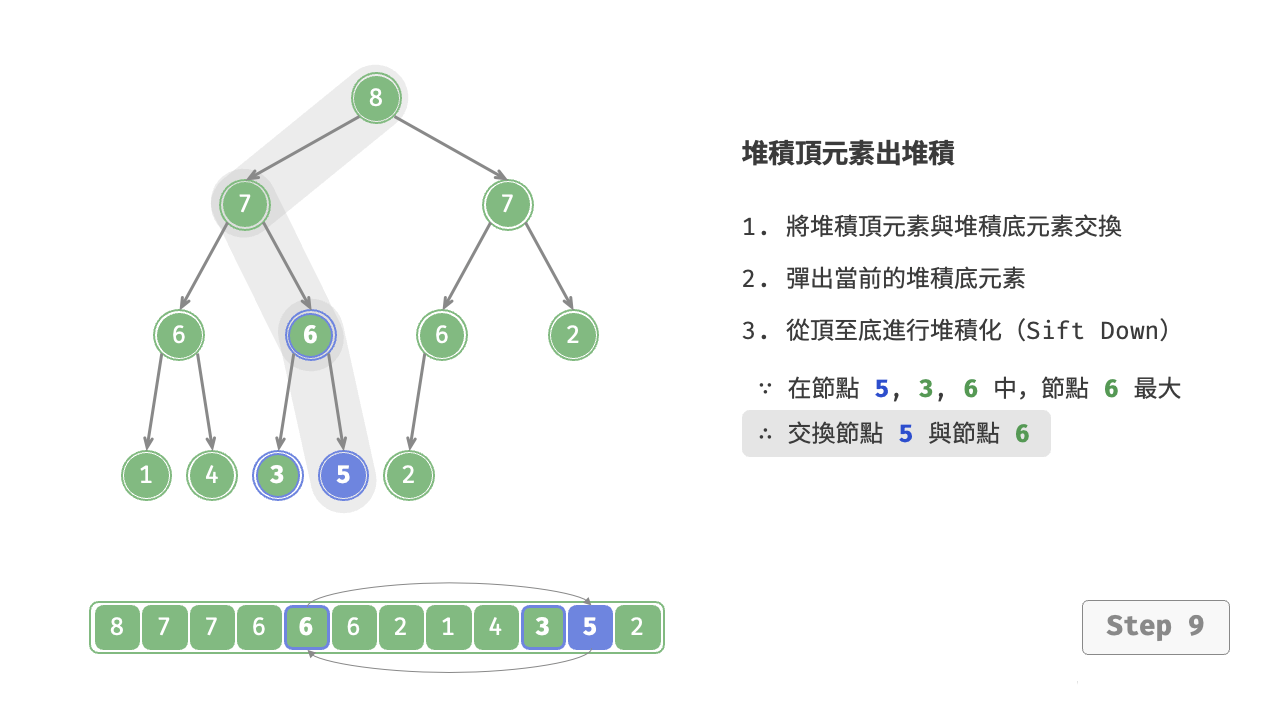 8
7 7
6 6 6 2
1 4 3 5 2
堆積頂元素出堆積
1. 將堆積頂元素與堆積底元素交換
2. 彈出當前的堆積底元素
3. 從頂至底進行堆積化（Sift Down）
∵ 在節點 5, 3, 6 中，節點 6 最大
∴ 交換節點 5 與節點 6
8 7 7 6 6 6 2 1 4 3 5 2
Step 9